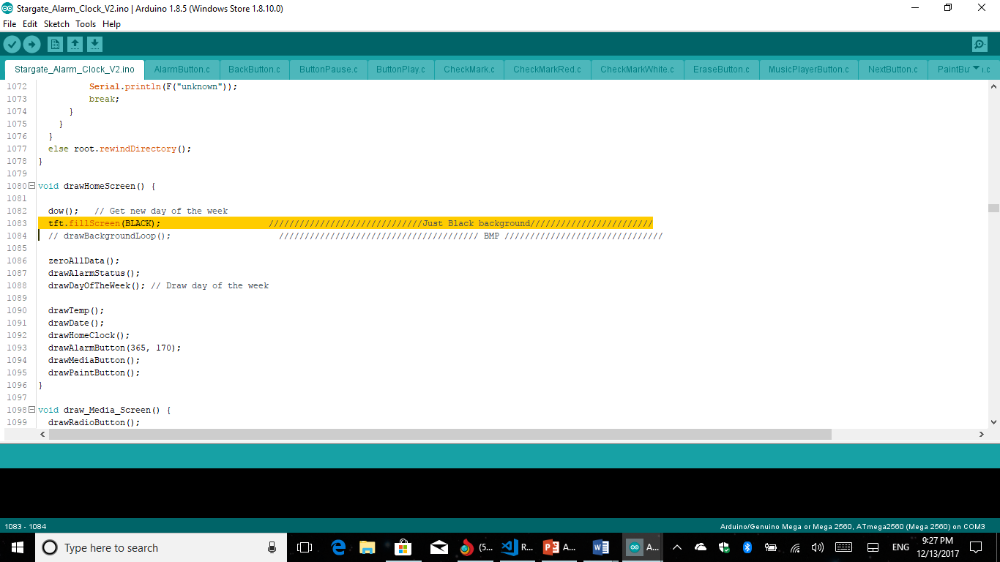 Stargate_Alarm_Clock_V2.ino | Arduino 1.8.5 (Windows Store 1.8.10.0)
File Edit Sketch Tools Help
Stargate_Alarm_Clock_V2.ino AlarmButton.c BackButton.c ButtonPause.c ButtonPlay.c CheckMark.c CheckMarkRed.c CheckMarkWhite.c EraseButton.c MusicPlayerButton.c NextButton.c PaintBu
1072 Serial.println(F("unknown"));
1073 break;
1074 }
1075 }
1076 }
1077 else root.rewindDirectory();
1078 }
1079
1080 void drawHomeScreen() {
1081
1082 dow(); // Get new day of the week
1083 tft.fillScreen(BLACK); //////////////////////////////Just Black background////////////////////////
1084 // drawBackgroundLoop(); /////////////////////////////////////// BMP ///////////////////////////////
1085
1086 zeroAllData();
1087 drawAlarmStatus();
1088 drawDayOfTheWeek(); // Draw day of the week
1089
1090 drawTemp();
1091 drawDate();
1092 drawHomeClock();
1093 drawAlarmButton(365, 170);
1094 drawMediaButton();
1095 drawPaintButton();
1096 }
1097
1098 void draw_Media_Screen() {
1099 drawRadioButton();
1083 - 1084 Arduino/Genuino Mega or Mega 2560, ATmega2560 (Mega 2560) on COM3
Type here to search (5... R... A... A... ENG 9:27 PM
12/13/2017